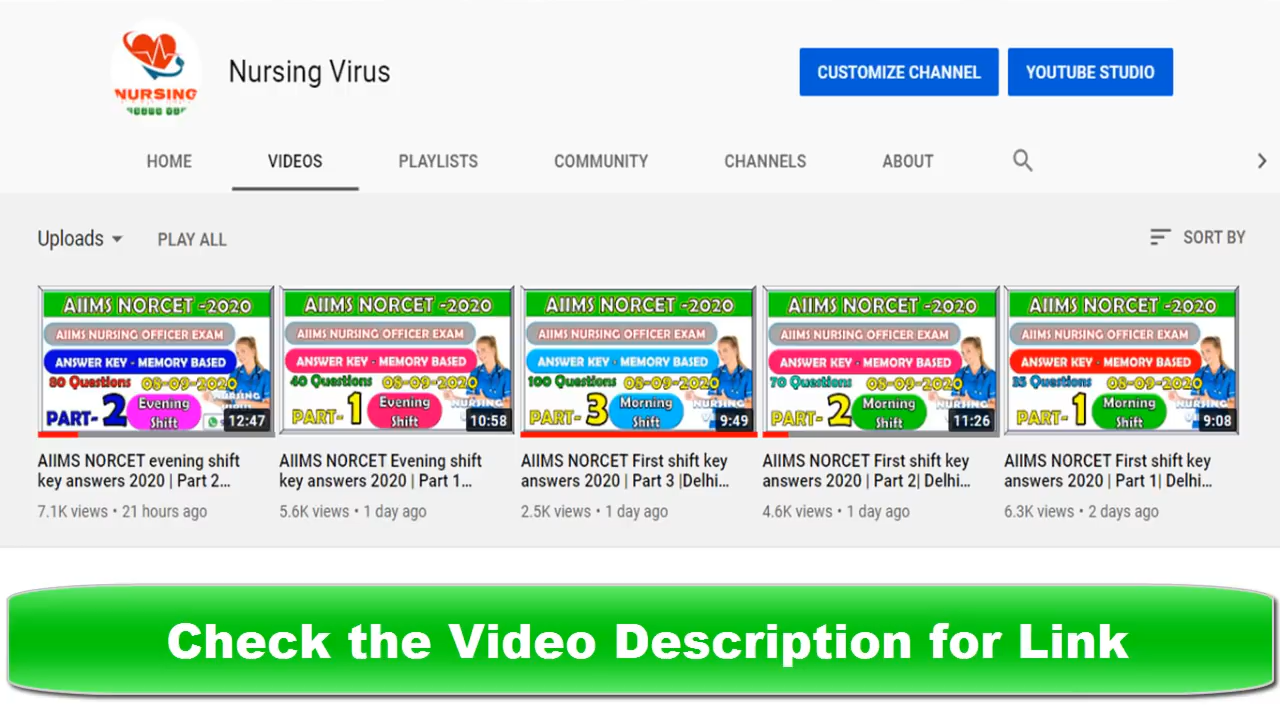 NURSING
Nursing Virus
CUSTOMIZE CHANNEL
YOUTUBE STUDIO
HOME
VIDEOS
PLAYLISTS
COMMUNITY
CHANNELS
ABOUT
Uploads
PLAY ALL
SORT BY
AIIMS NORCET -2020
AIIMS NURSING OFFICER EXAM
ANSWER KEY - MEMORY BASED
80 Questions 08-09-2020
PART- 2
Evening
Shift
NURSING
12:47
AIIMS NORCET evening shift
key answers 2020 | Part 2...
7.1K views • 21 hours ago
AIIMS NORCET -2020
AIIMS NURSING OFFICER EXAM
ANSWER KEY - MEMORY BASED
40 Questions 08-09-2020
PART- 1
Evening
Shift
NURSING
10:58
AIIMS NORCET Evening shift
key answers 2020 | Part 1...
5.6K views • 1 day ago
AIIMS NORCET -2020
AIIMS NURSING OFFICER EXAM
ANSWER KEY - MEMORY BASED
100 Questions 08-09-2020
PART- 3
Morning
Shift
NURSING
9:49
AIIMS NORCET First shift key
answers 2020 | Part 3 |Delhi...
2.5K views • 1 day ago
AIIMS NORCET -2020
AIIMS NURSING OFFICER EXAM
ANSWER KEY - MEMORY BASED
70 Questions 08-09-2020
PART- 2
Morning
Shift
NURSING
11:26
AIIMS NORCET First shift key
answers 2020 | Part 2| Delhi...
4.6K views • 1 day ago
AIIMS NORCET -2020
AIIMS NURSING OFFICER EXAM
ANSWER KEY - MEMORY BASED
35 Questions 08-09-2020
PART- 1
Morning
Shift
NURSING
9:08
AIIMS NORCET First shift key
answers 2020 | Part 1| Delhi...
6.3K views • 2 days ago
Check the Video Description for Link